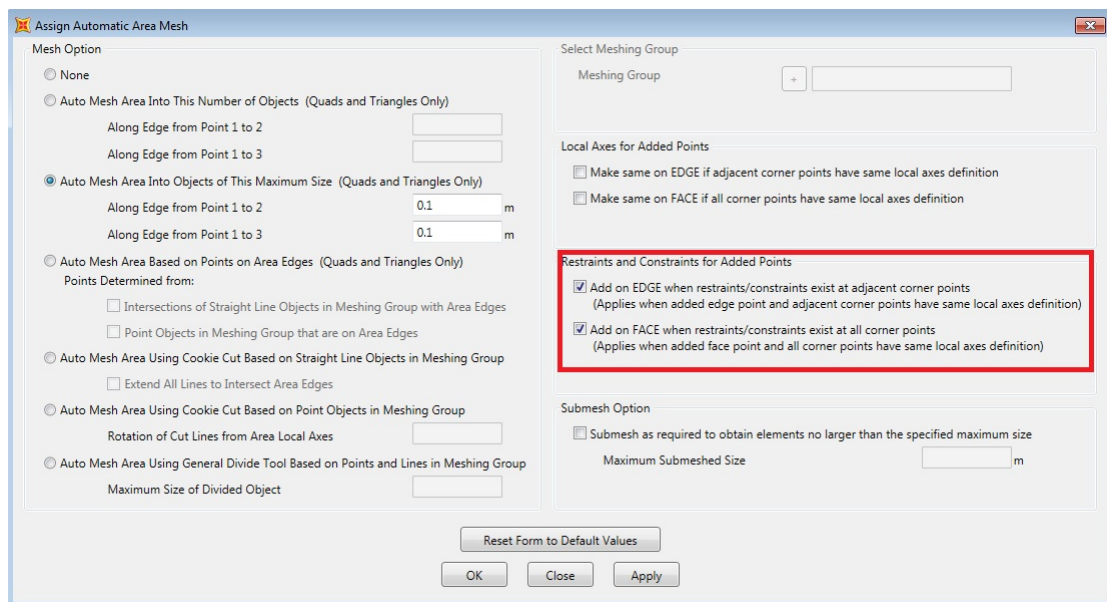 Assign Automatic Area Mesh
Mesh Option
None
Auto Mesh Area Into This Number of Objects (Quads and Triangles Only)
Along Edge from Point 1 to 2
Along Edge from Point 1 to 3
Auto Mesh Area Into Objects of This Maximum Size (Quads and Triangles Only)
Along Edge from Point 1 to 2 0.1 m
Along Edge from Point 1 to 3 0.1 m
Auto Mesh Area Based on Points on Area Edges (Quads and Triangles Only)
Points Determined from:
Intersections of Straight Line Objects in Meshing Group with Area Edges
Point Objects in Meshing Group that are on Area Edges
Auto Mesh Area Using Cookie Cut Based on Straight Line Objects in Meshing Group
Extend All Lines to Intersect Area Edges
Auto Mesh Area Using Cookie Cut Based on Point Objects in Meshing Group
Rotation of Cut Lines from Area Local Axes
Auto Mesh Area Using General Divide Tool Based on Points and Lines in Meshing Group
Maximum Size of Divided Object
Select Meshing Group
Meshing Group +
Local Axes for Added Points
Make same on EDGE if adjacent corner points have same local axes definition
Make same on FACE if all corner points have same local axes definition
Restraints and Constraints for Added Points
Add on EDGE when restraints/constraints exist at adjacent corner points
(Applies when added edge point and adjacent corner points have same local axes definition)
Add on FACE when restraints/constraints exist at all corner points
(Applies when added face point and all corner points have same local axes definition)
Submesh Option
Submesh as required to obtain elements no larger than the specified maximum size
Maximum Submeshed Size m
Reset Form to Default Values
OK Close Apply